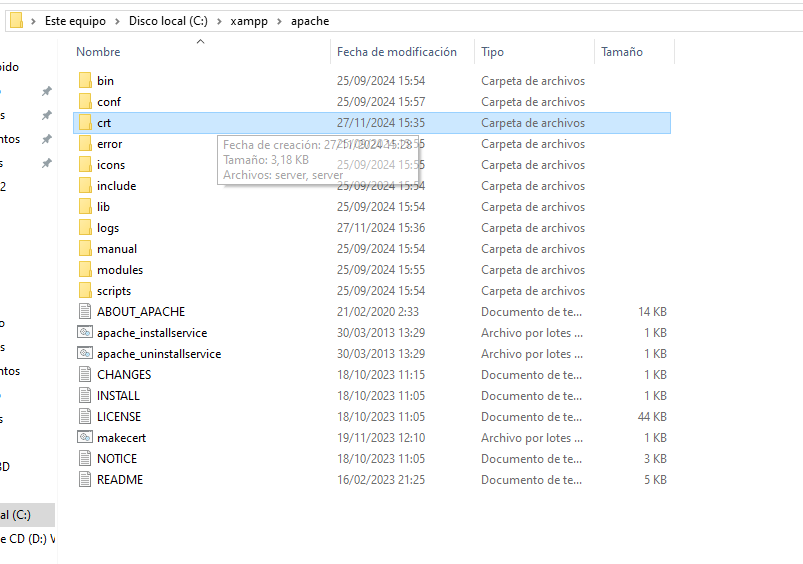 Este equipo > Disco local (C:) > xampp > apache
Nombre Fecha de modificación Tipo Tamaño
bin 25/09/2024 15:54 Carpeta de archivos
conf 25/09/2024 15:57 Carpeta de archivos
crt 27/11/2024 15:35 Carpeta de archivos
error Carpeta de archivos
Fecha de creación: 27/11/2024 15:28
icons 25/09/2024 15:55 Carpeta de archivos
Tamaño: 3,18 KB
include 25/09/2024 15:54 Carpeta de archivos
Archivos: server, server
lib 25/09/2024 15:54 Carpeta de archivos
logs 27/11/2024 15:36 Carpeta de archivos
manual 25/09/2024 15:54 Carpeta de archivos
modules 25/09/2024 15:55 Carpeta de archivos
scripts 25/09/2024 15:54 Carpeta de archivos
ABOUT_APACHE 21/02/2020 2:33 Documento de te... 14 KB
apache_installservice 30/03/2013 13:29 Archivo por lotes ... 1 KB
apache_uninstallservice 30/03/2013 13:29 Archivo por lotes ... 1 KB
CHANGES 18/10/2023 11:15 Documento de te... 1 KB
INSTALL 18/10/2023 11:05 Documento de te... 1 KB
LICENSE 18/10/2023 11:05 Documento de te... 44 KB
makecert 19/11/2023 12:10 Archivo por lotes ... 1 KB
NOTICE 18/10/2023 11:05 Documento de te... 3 KB
README 16/02/2023 21:25 Documento de te... 5 KB
al (C:)
e CD (D:) V